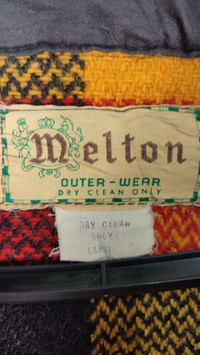 Melton
OUTER-WEAR
DRY CLEAN ONLY
DRY CLEAN
ONLY
LARGE